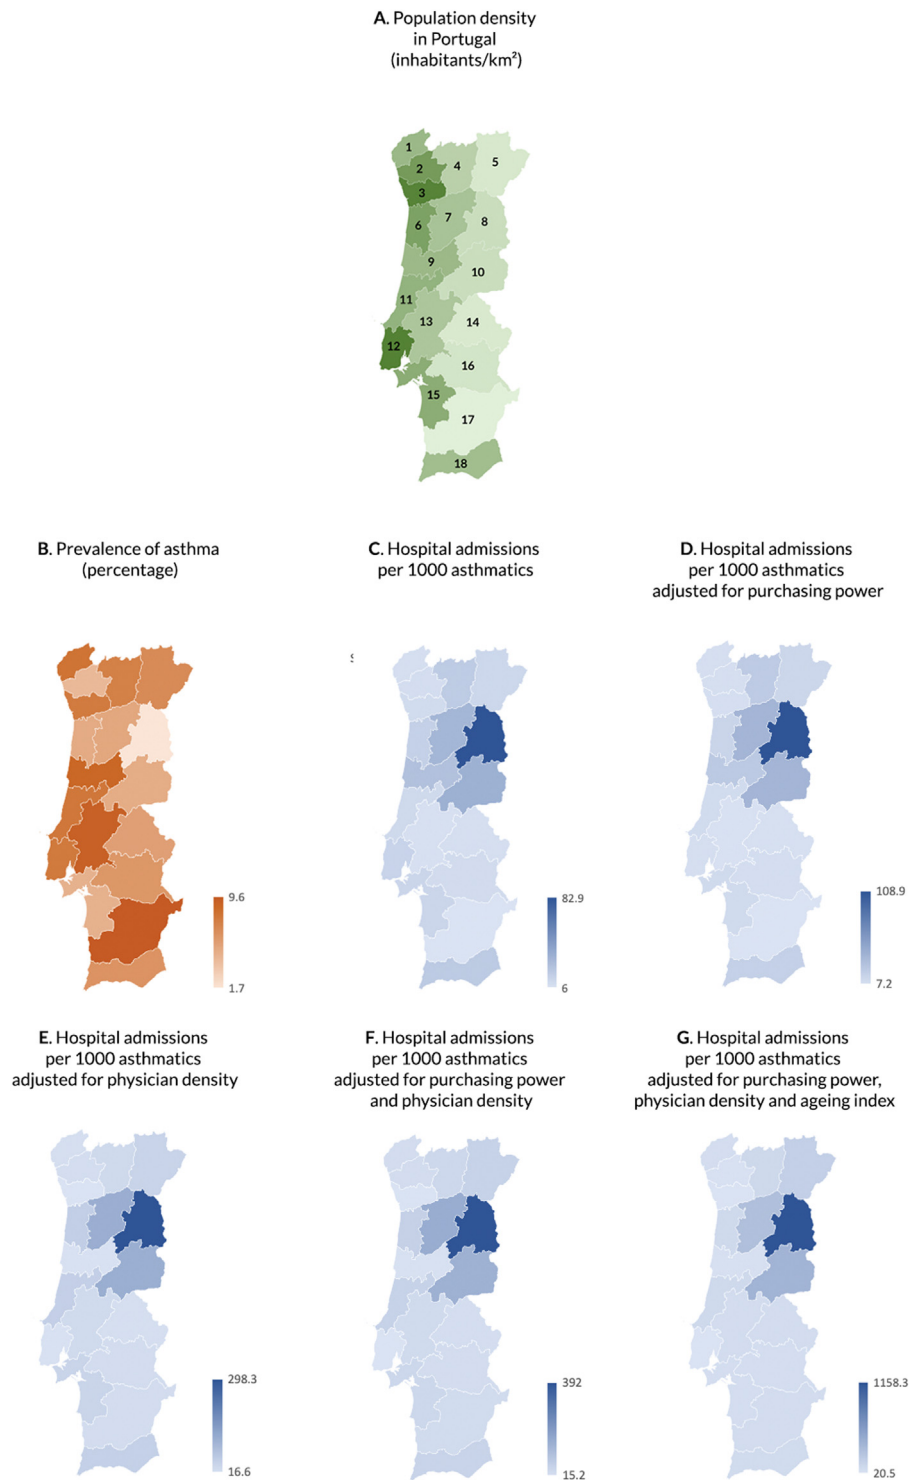 A. Population density
in Portugal
(inhabitants/km²)
1
2
3
4
5
6
7
8
9
10
11
12
13
14
15
16
17
18
B. Prevalence of asthma
(percentage)
9.6
1.7
C. Hospital admissions
per 1000 asthmatics
82.9
6
D. Hospital admissions
per 1000 asthmatics
adjusted for purchasing power
108.9
7.2
E. Hospital admissions
per 1000 asthmatics
adjusted for physician density
298.3
16.6
F. Hospital admissions
per 1000 asthmatics
adjusted for purchasing power
and physician density
392
15.2
G. Hospital admissions
per 1000 asthmatics
adjusted for purchasing power,
physician density and ageing index
1158.3
20.5